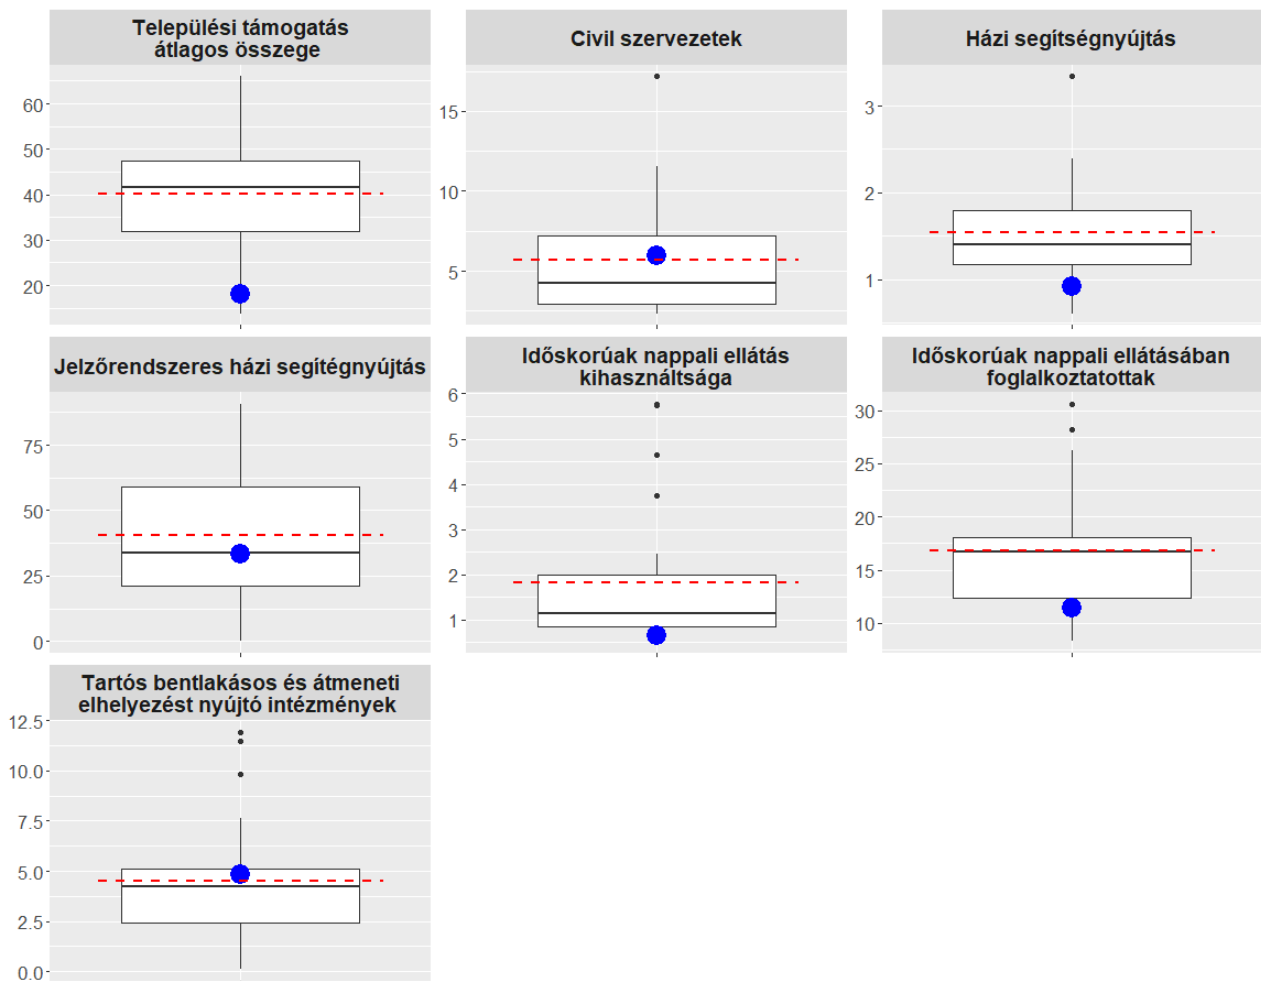 Települési támogatás
átlagos összege
60
50
40
30
20
Civil szervezetek
15
10
5
Házi segítségnyújtás
3
2
1
Jelzőrendszeres házi segítégnyújtás
75
50
25
0
Időskorúak nappali ellátás
kihasználtsága
6
5
4
3
2
1
Időskorúak nappali ellátásában
foglalkoztatottak
30
25
20
15
10
Tartós bentlakásos és átmeneti
elhelyezést nyújtó intézmények
12.5
10.0
7.5
5.0
2.5
0.0